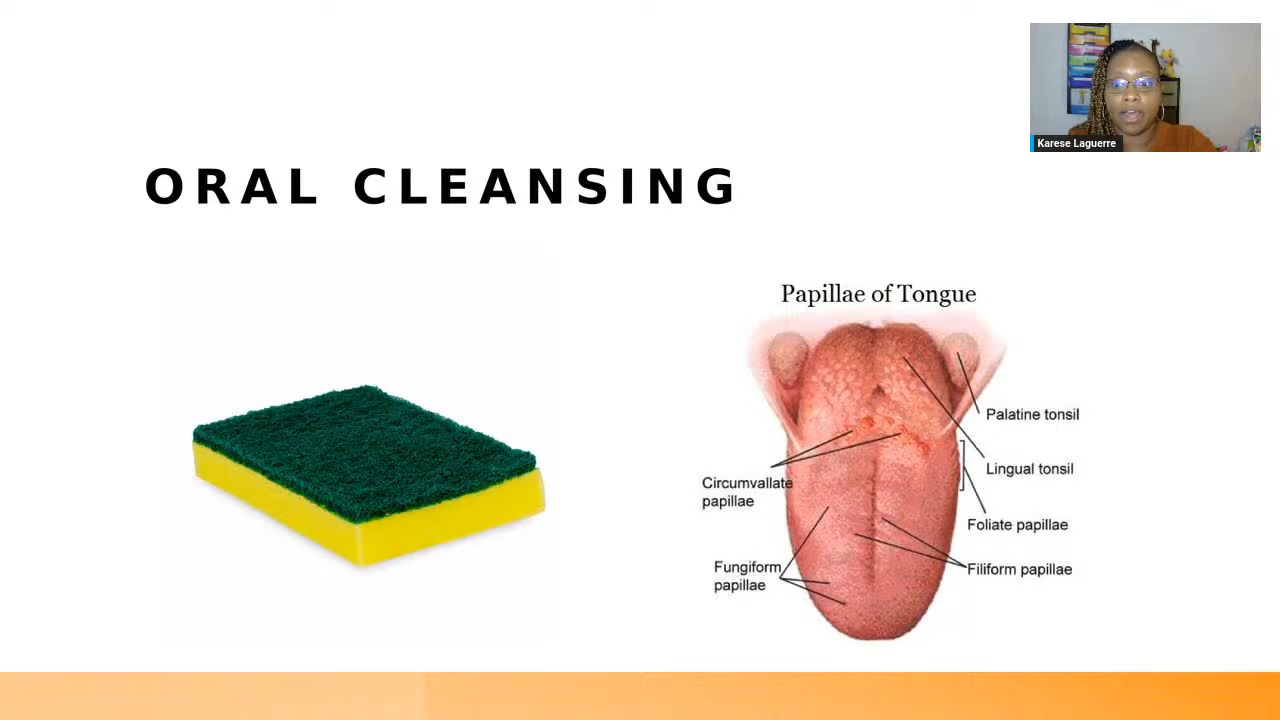 Karese Laguerre
ORAL CLEANSING
Papillae of Tongue
Palatine tonsil
Lingual tonsil
Circumvallate
papillae
Foliate papillae
Fungiform
papillae
Filiform papillae